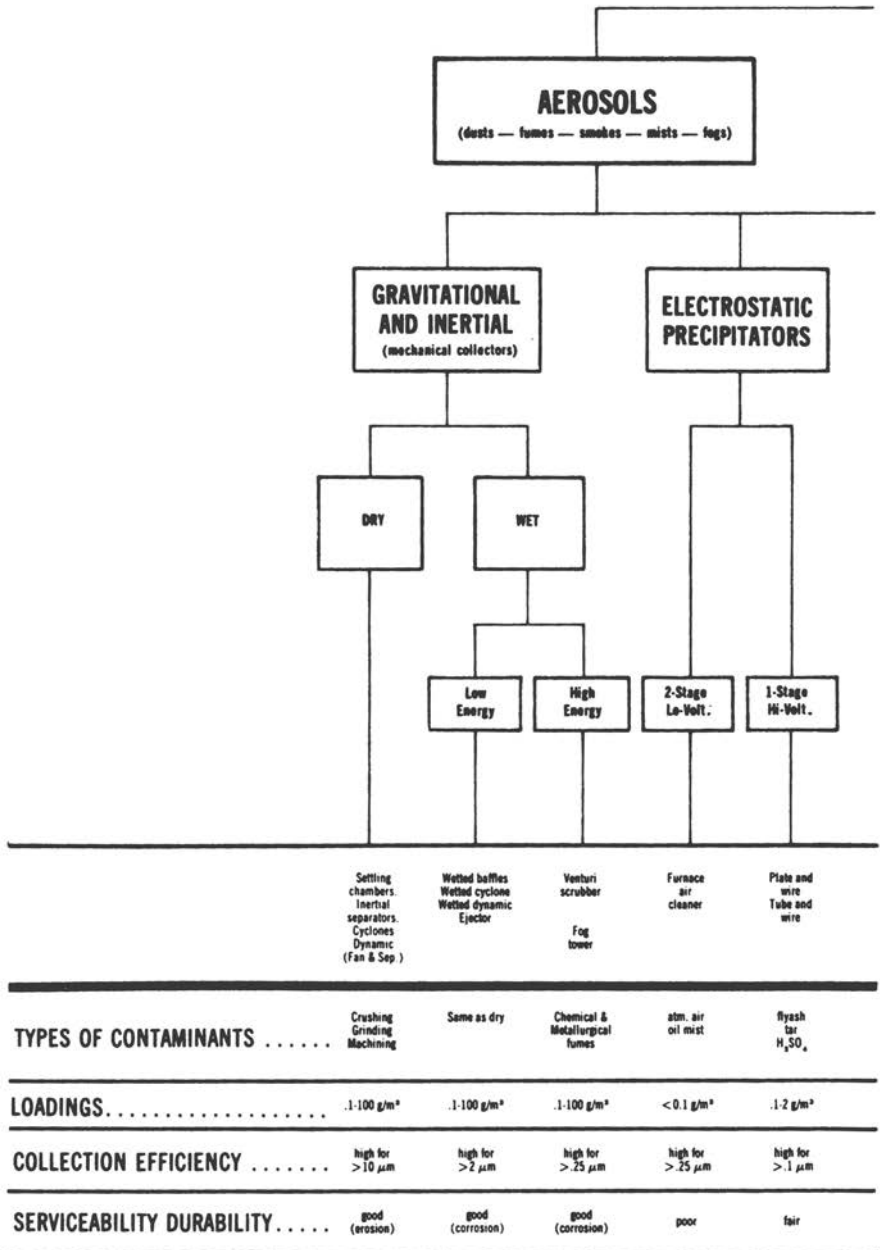 AEROSOLS
(dusts — fumes — smokes — mists — fogs)
GRAVITATIONAL
AND INERTIAL
(mechanical collectors)
ELECTROSTATIC
PRECIPITATORS
DRY
WET
Low
Energy
High
Energy
2-Stage
Lo-Volt.
1-Stage
Hi-Volt.
Settling
chambers.
Inertial
separators.
Cyclones
Dynamic
(Fan & Sep.)
Wetted baffles
Wetted cyclone
Wetted dynamic
Ejector
Venturi
scrubber
Fog
tower
Furnace
air
cleaner
Plate and
wire
Tube and
wire
TYPES OF CONTAMINANTS ......
Crushing
Grinding
Machining
Same as dry
Chemical &
Metallurgical
fumes
atm. air
oil mist
flyash
tar
H₂SO₄
LOADINGS................... .1-100 g/m³ .1-100 g/m³ .1-100 g/m³ <0.1 g/m³ .1-2 g/m³
COLLECTION EFFICIENCY .......
high for
>10 µm
high for
>2 µm
high for
>.25 µm
high for
>.25 µm
high for
>.1 µm
SERVICEABILITY DURABILITY.....
good
(erosion)
good
(corrosion)
good
(corrosion)
poor
fair